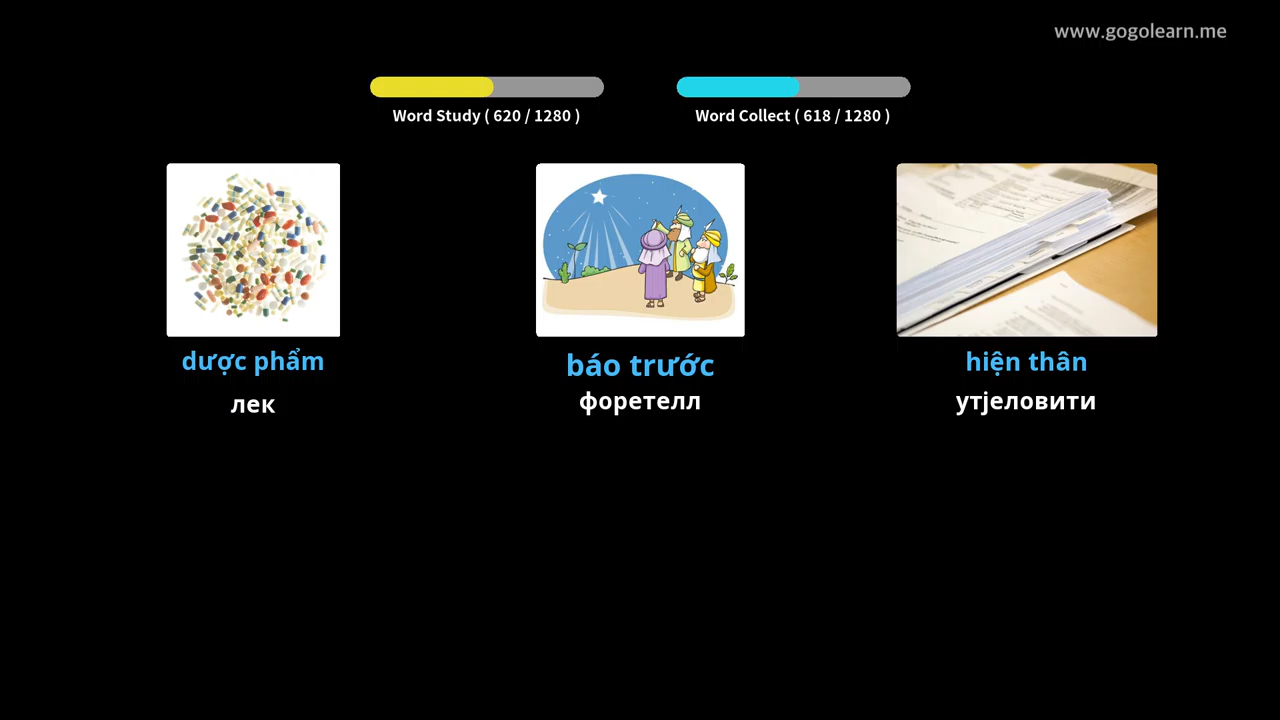 www.gogolearn.me
Word Study ( 620 / 1280 )
Word Collect ( 618 / 1280 )
dược phẩm
лек
báo trước
форетелл
hiện thân
утјеловити